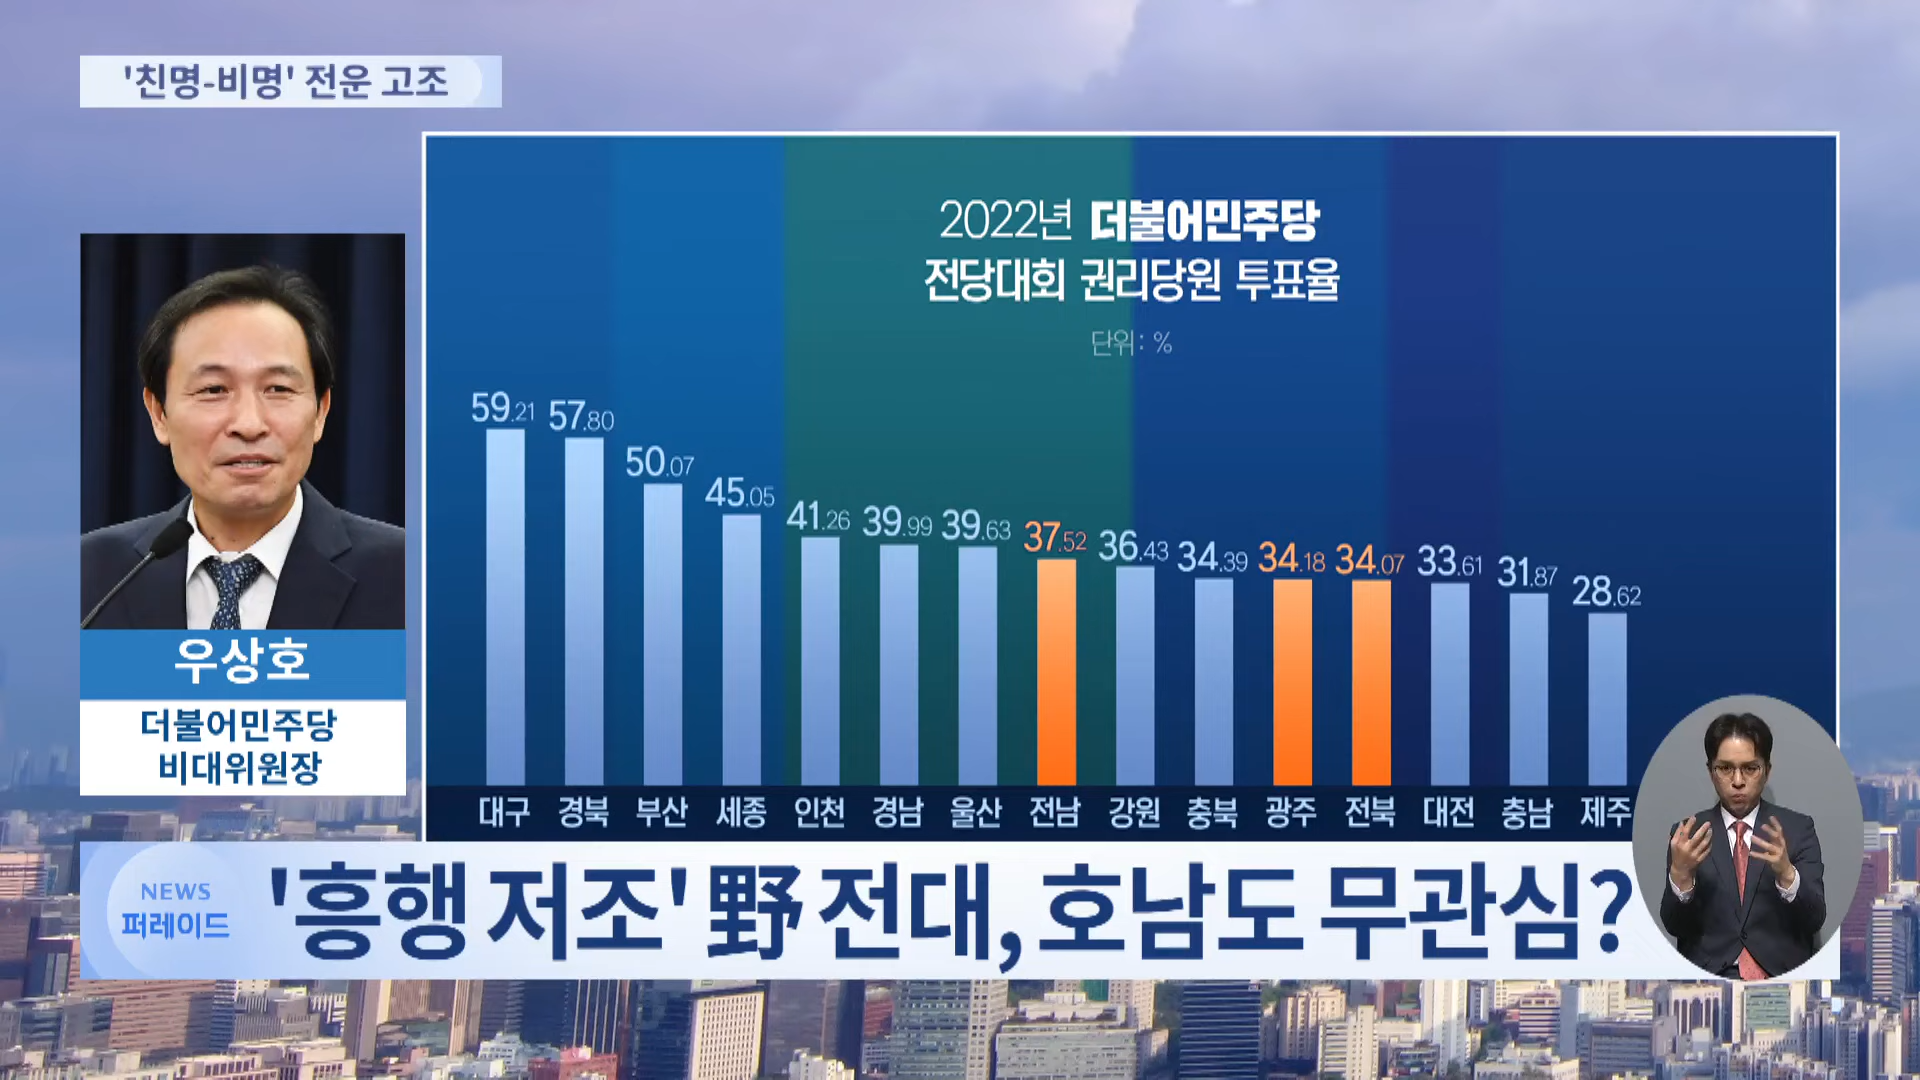 '친명-비명' 전운 고조
2022년 더불어민주당
전당대회 권리당원 투표율
단위: %
59.21 57.80 50.07 45.05 41.26 39.99 39.63 37.52 36.43 34.39 34.18 34.07 33.61 31.87 28.62
대구 경북 부산 세종 인천 경남 울산 전남 강원 충북 광주 전북 대전 충남 제주
우상호
더불어민주당
비대위원장
NEWS
퍼레이드
'흥행 저조' 野 전대, 호남도 무관심?